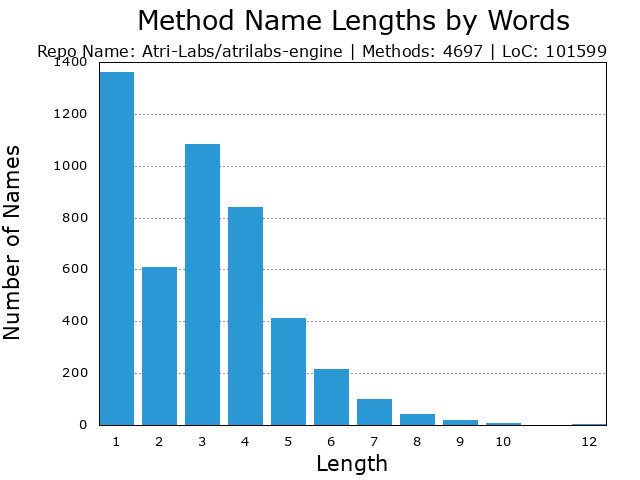 Method Name Lengths by Words
Repo Name: Atri-Labs/atrilabs-engine | Methods: 4697 | LoC: 101599
1400
1200
1000
800
600
400
200
0
Number of Names
1 2 3 4 5 6 7 8 9 10 12
Length